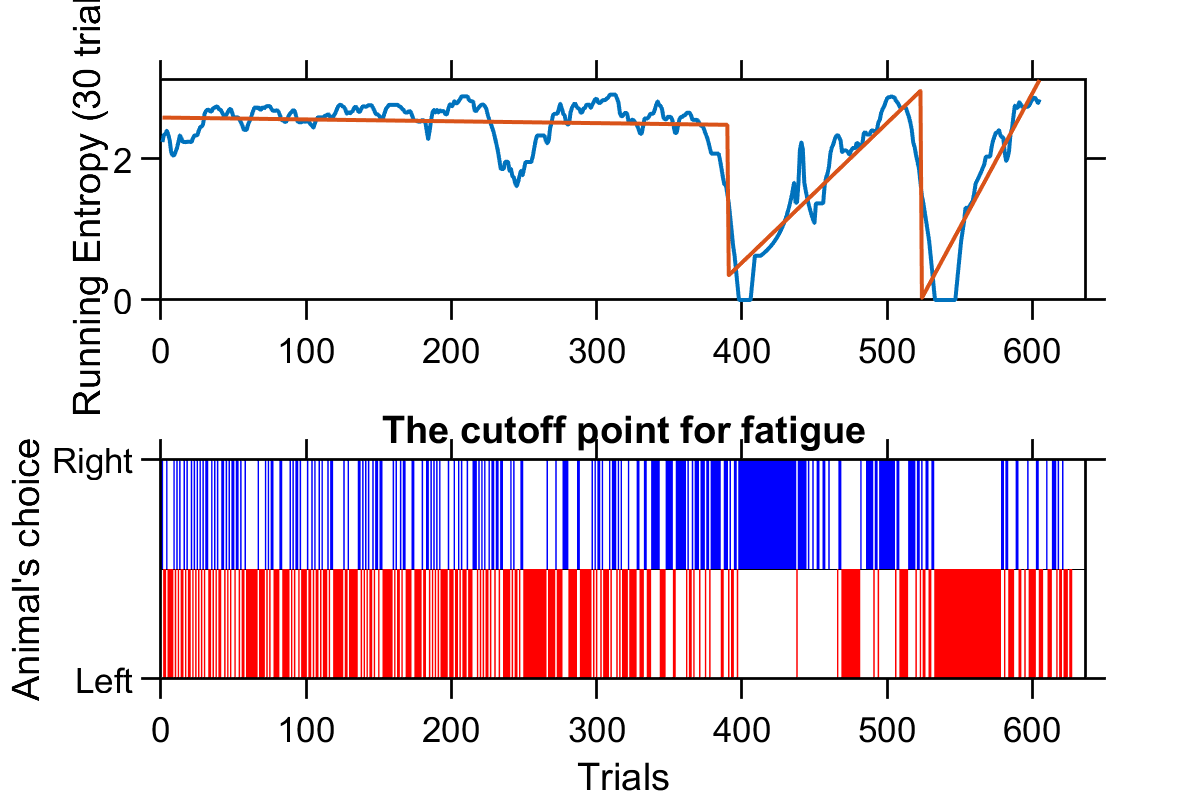 Running Entropy (30 trial
2
0
0 100 200 300 400 500 600
The cutoff point for fatigue
Animal's choice
Right
Left
0 100 200 300 400 500 600
Trials